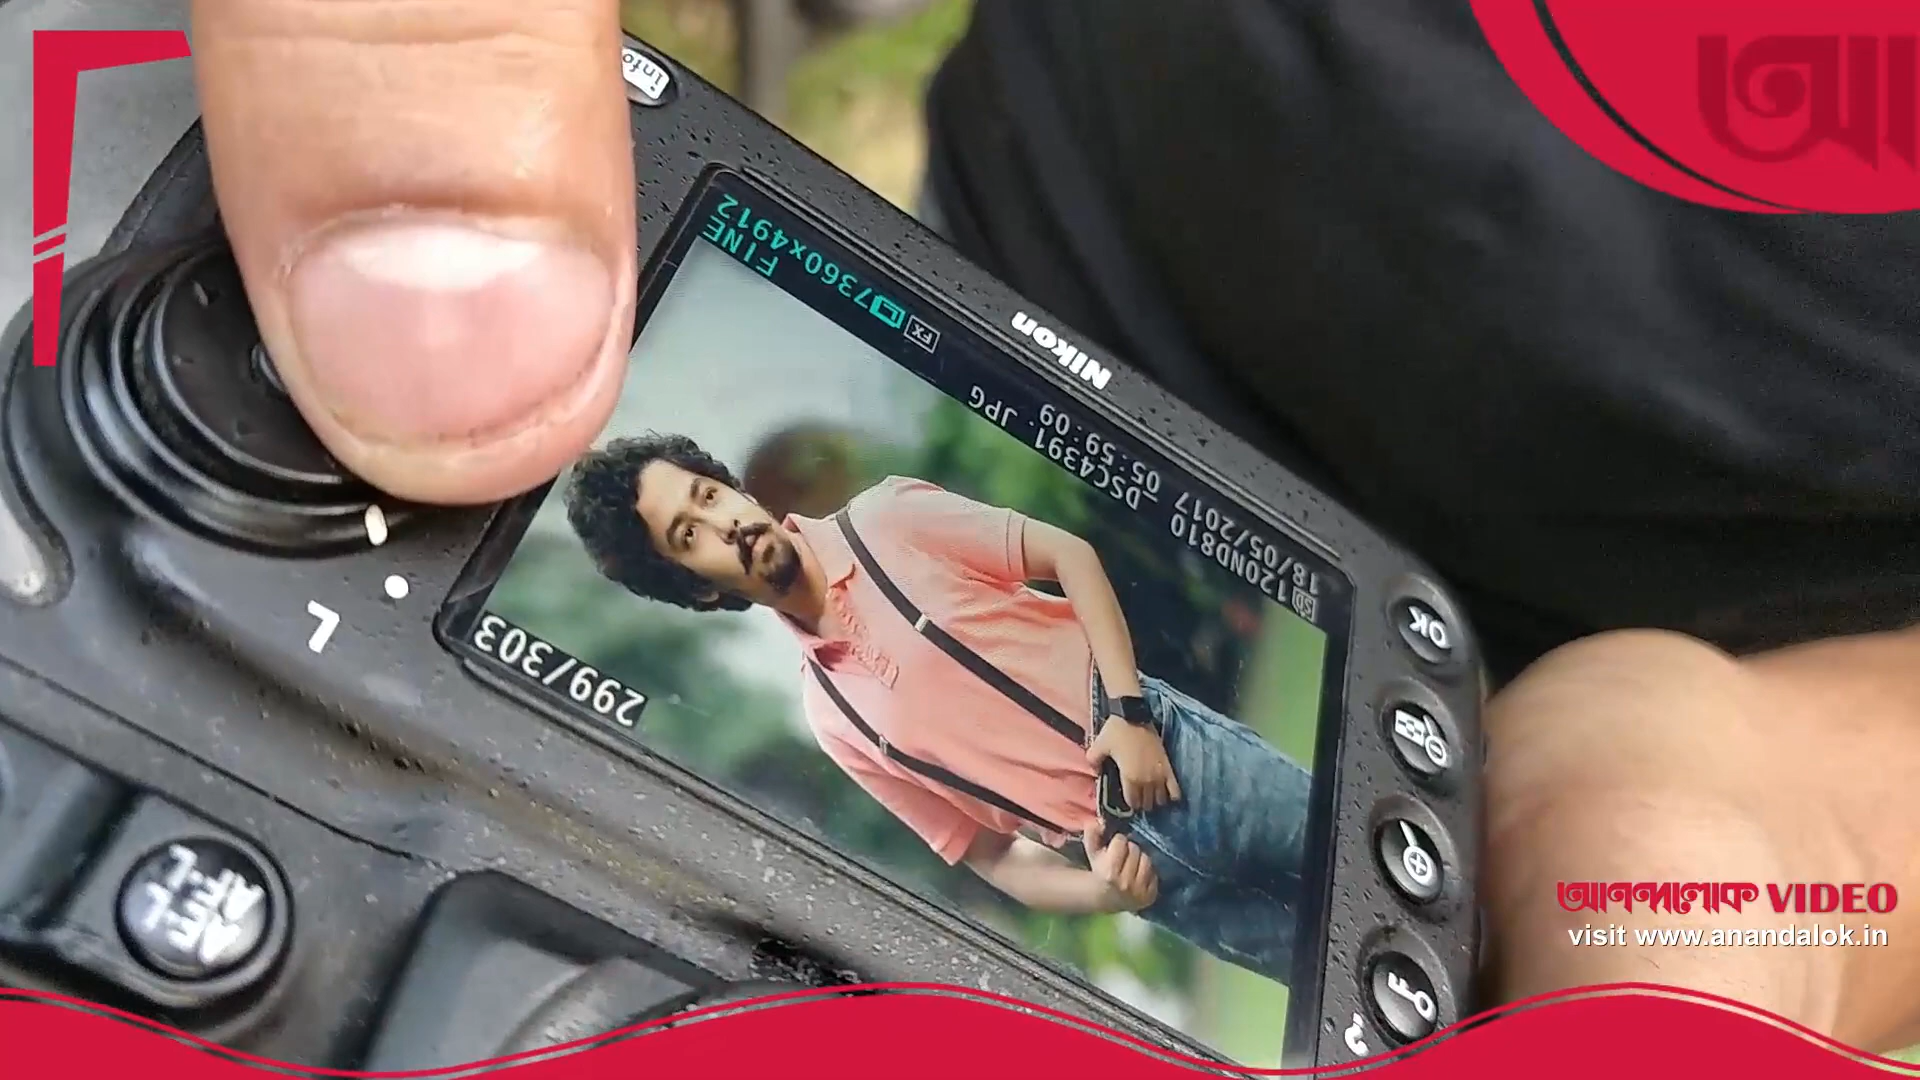 আ
info
Nikon
FX 7360x4912
FINE
120ND810 DSC4391.JPG
18/05/2017 05:59:09
299/303
L
AE-L
AF-L
OK
?
আনন্দলোক VIDEO
visit www.anandalok.in